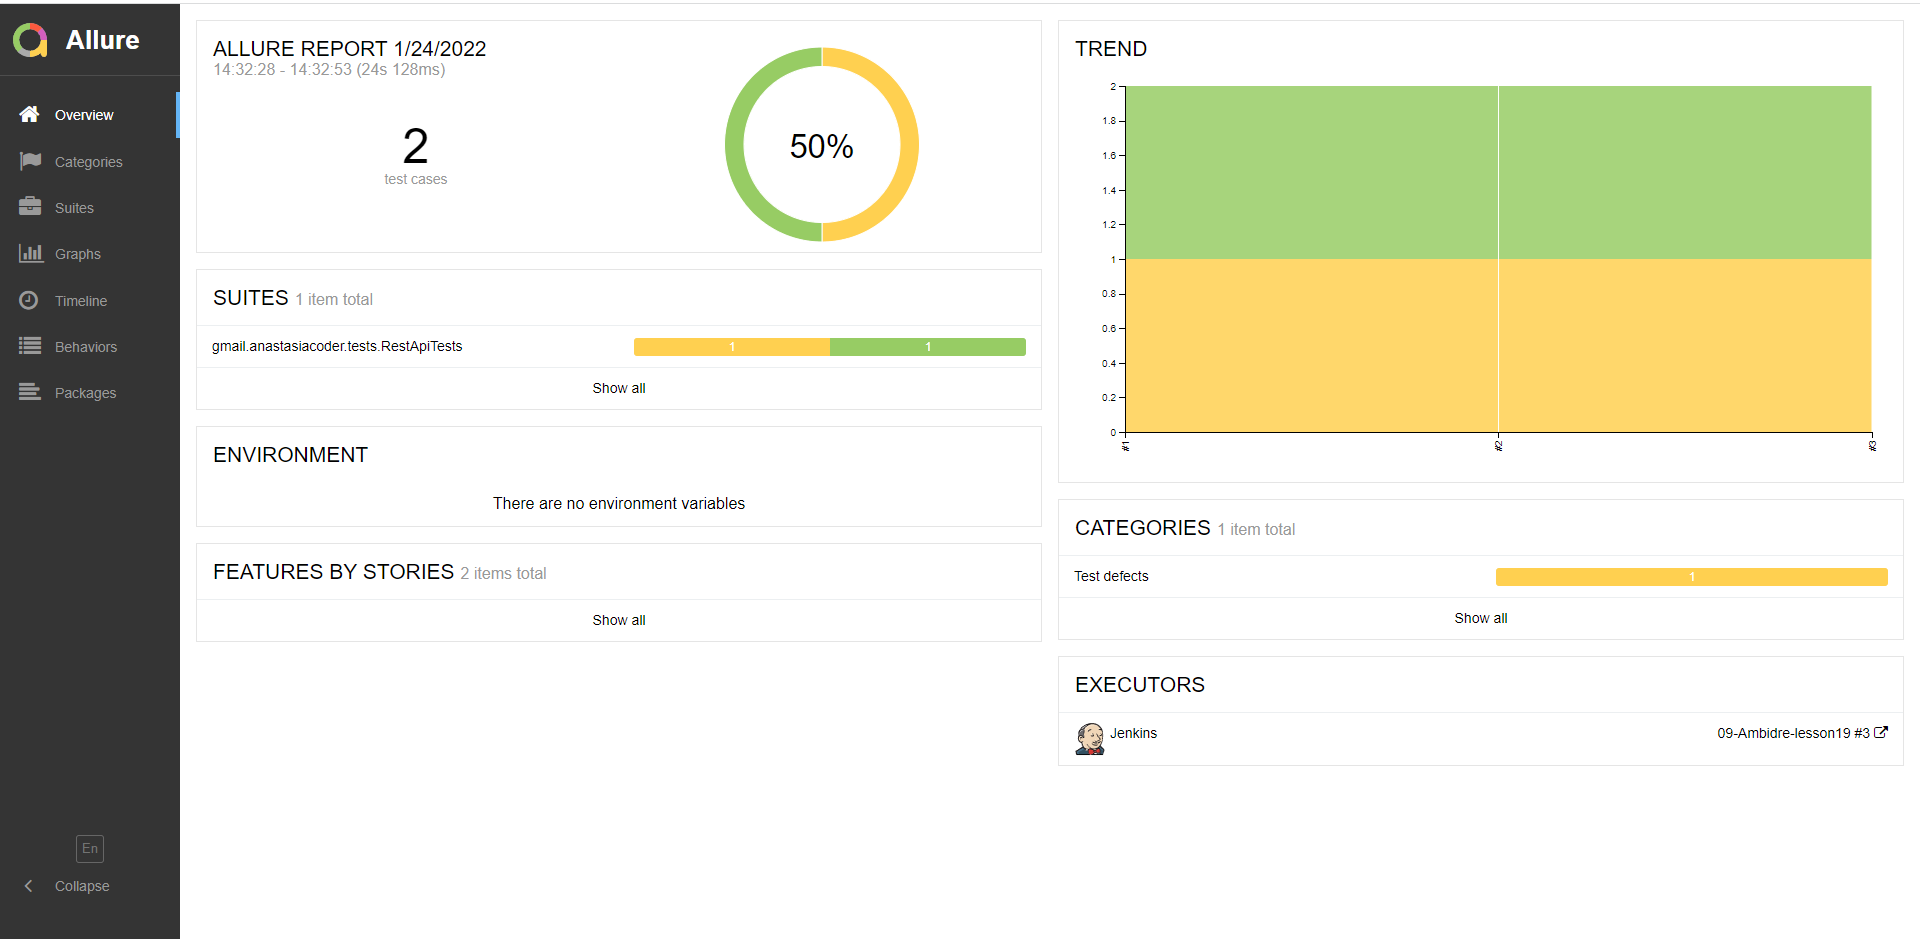 Allure
Overview
Categories
Suites
Graphs
Timeline
Behaviors
Packages
En
Collapse
ALLURE REPORT 1/24/2022
14:32:28 - 14:32:53 (24s 128ms)
2
test cases
50%
SUITES 1 item total
gmail.anastasiacoder.tests.RestApiTests 1 1
Show all
ENVIRONMENT
There are no environment variables
FEATURES BY STORIES 2 items total
Show all
TREND
2
1.8
1.6
1.4
1.2
1
0.8
0.6
0.4
0.2
0
#1 #2 #3
CATEGORIES 1 item total
Test defects 1
Show all
EXECUTORS
Jenkins 09-Ambidre-lesson19 #3